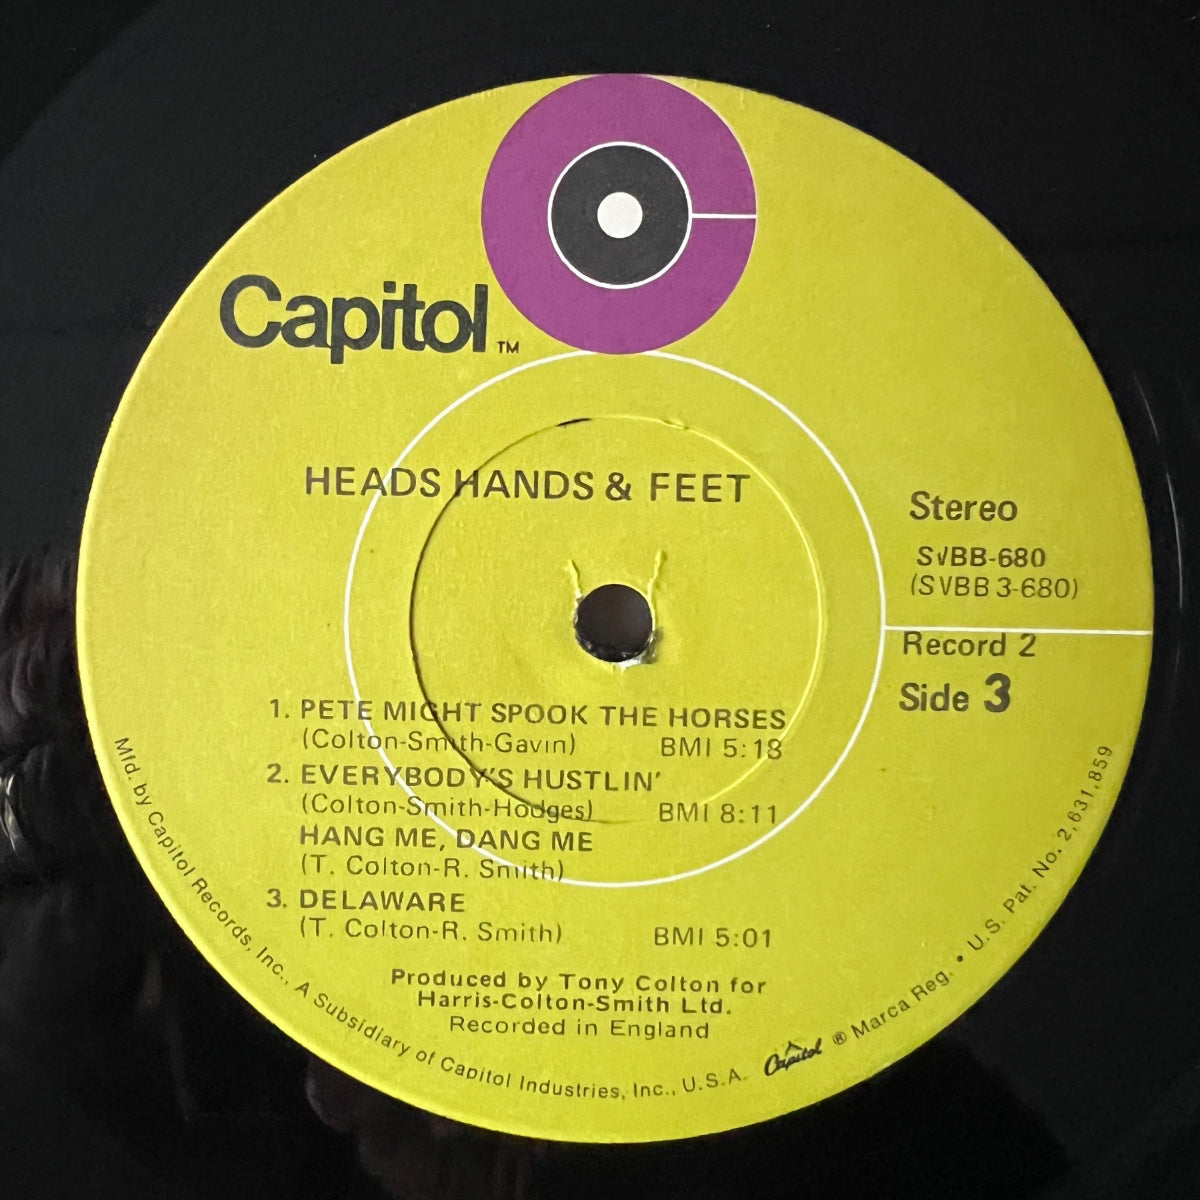 Capitol TM
HEADS HANDS & FEET
Stereo
SVBB-680
(SVBB 3-680)
Record 2
Side 3
1. PETE MIGHT SPOOK THE HORSES
(Colton-Smith-Gavin) BMI 5:18
2. EVERYBODY'S HUSTLIN'
(Colton-Smith-Hodges) BMI 8:11
HANG ME, DANG ME
(T. Colton-R. Smith)
3. DELAWARE
(T. Colton-R. Smith) BMI 5:01
Produced by Tony Colton for
Harris-Colton-Smith Ltd.
Recorded in England
Mfd. by Capitol Records, Inc., A Subsidiary of Capitol Industries, Inc., U.S.A. Capitol ® Marca Reg. • U.S. Pat. No. 2,631,859